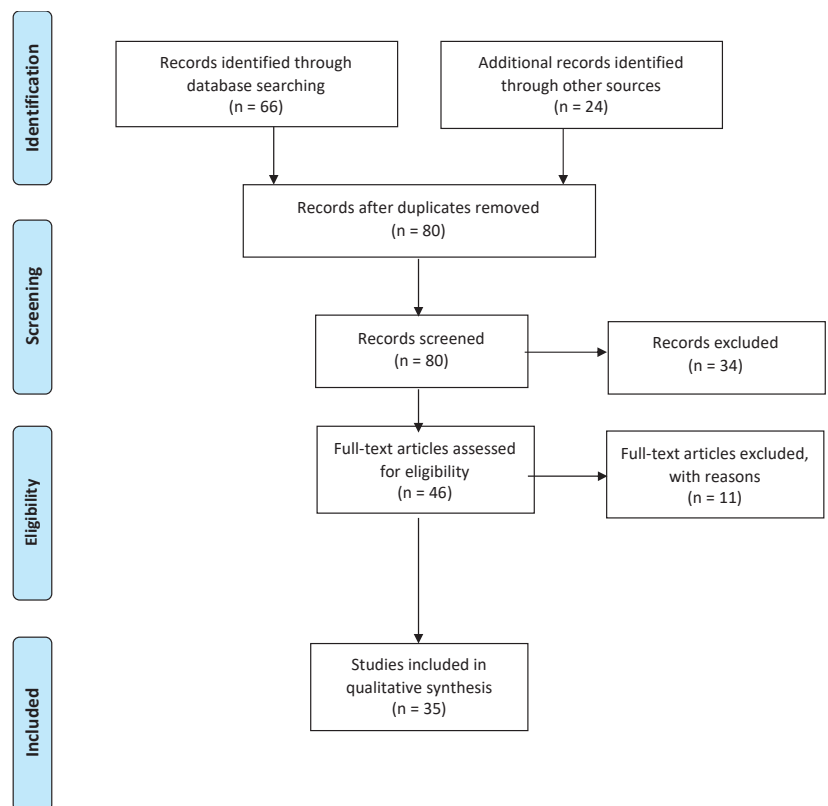 Identification
Records identified through
database searching
(n = 66)
Additional records identified
through other sources
(n = 24)
Records after duplicates removed
(n = 80)
Screening
Records screened
(n = 80)
Records excluded
(n = 34)
Eligibility
Full-text articles assessed
for eligibility
(n = 46)
Full-text articles excluded,
with reasons
(n = 11)
Included
Studies included in
qualitative synthesis
(n = 35)